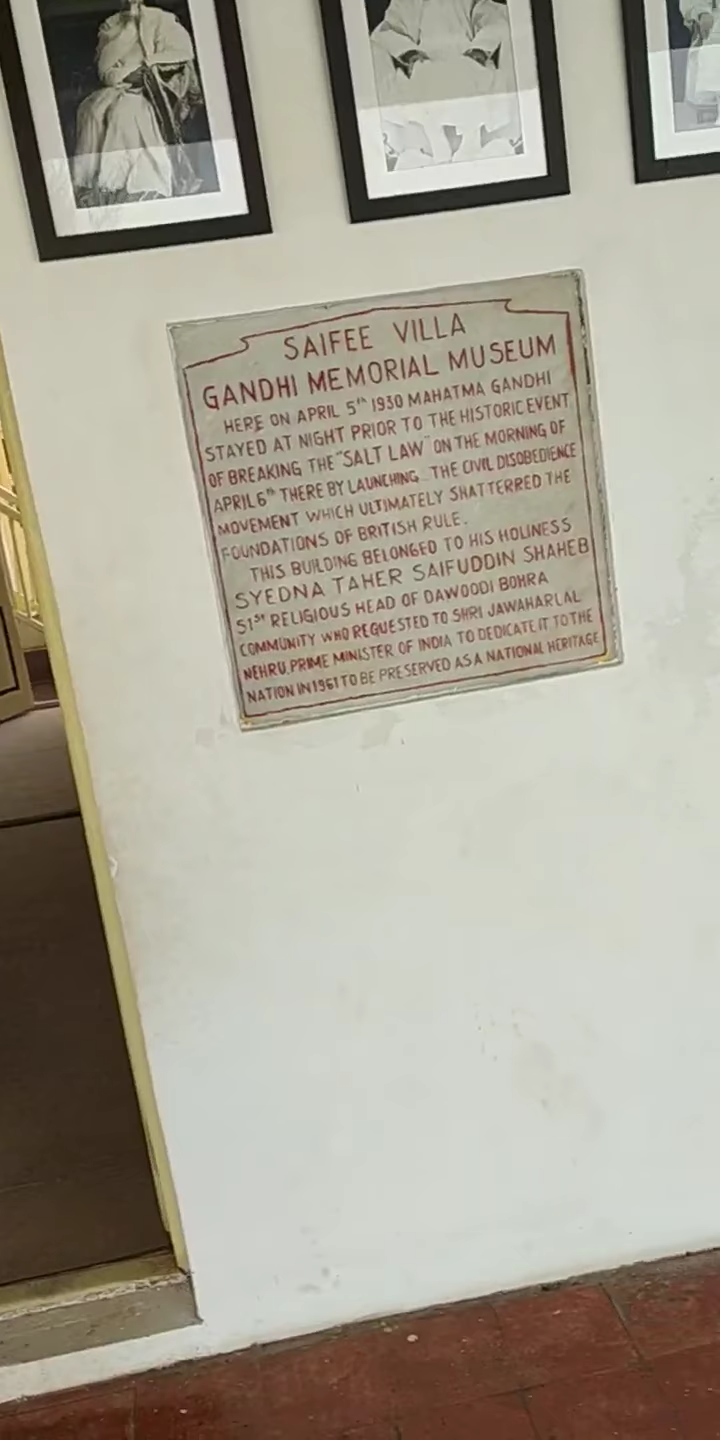 SAIFEE VILLA
GANDHI MEMORIAL MUSEUM
HERE ON APRIL 5th 1930 MAHATMA GANDHI
STAYED AT NIGHT PRIOR TO THE HISTORIC EVENT
OF BREAKING THE "SALT LAW" ON THE MORNING OF
APRIL 6th THERE BY LAUNCHING THE CIVIL DISOBEDIENCE
MOVEMENT WHICH ULTIMATELY SHATTERRED THE
FOUNDATIONS OF BRITISH RULE.
THIS BUILDING BELONGED TO HIS HOLINESS
SYEDNA TAHER SAIFUDDIN SHAHEB
51st RELIGIOUS HEAD OF DAWOODI BOHRA
COMMUNITY WHO REQUESTED TO SHRI JAWAHARLAL
NEHRU, PRIME MINISTER OF INDIA TO DEDICATE IT TO THE
NATION IN 1961 TO BE PRESERVED AS A NATIONAL HERITAGE